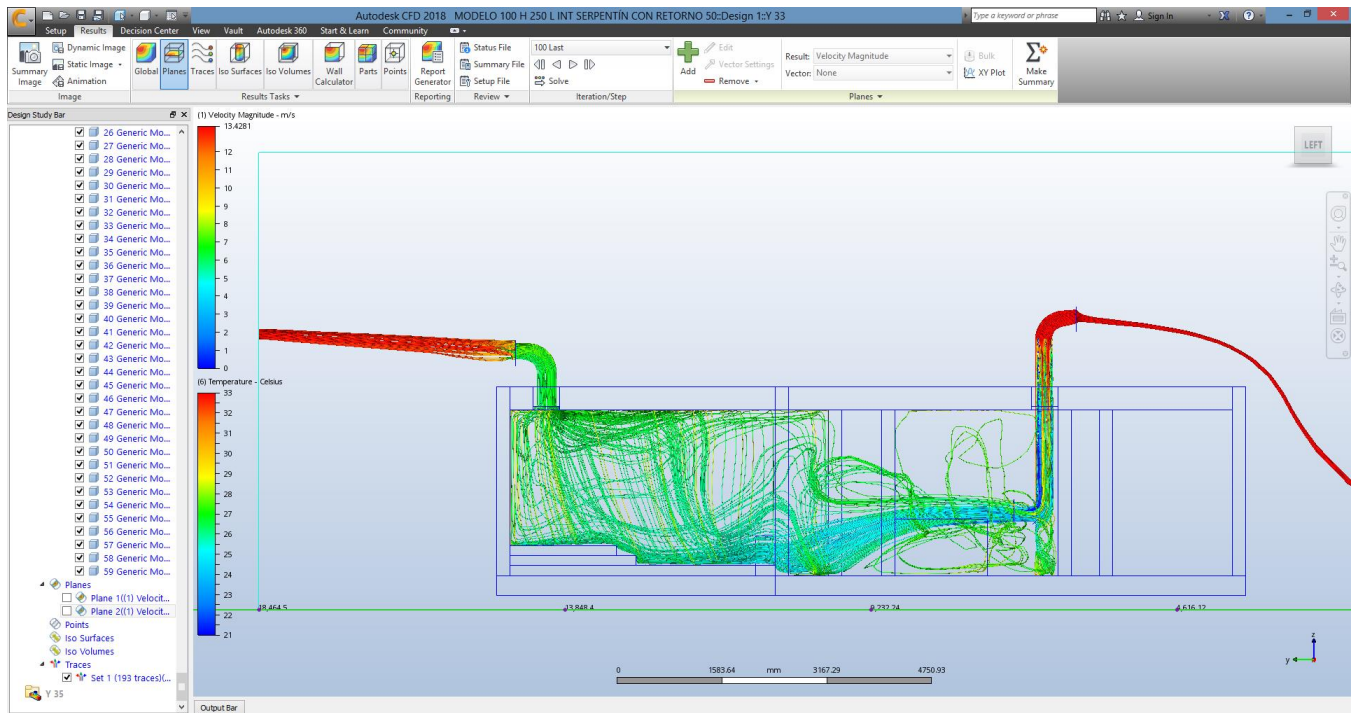 Autodesk CFD 2018 MODELO 100 H 250 L INT SERPENTÍN CON RETORNO 50::Design 1::Y 33
Type a keyword or phrase
Sign In
Setup Results Decision Center View Vault Autodesk 360 Start & Learn Community
Summary Image
Dynamic Image
Static Image
Animation
Image
Global Planes Traces Iso Surfaces Iso Volumes Wall Calculator Parts Points
Results Tasks
Report Generator
Reporting
Status File
Summary File
Setup File
Review
100 Last
Solve
Iteration/Step
Add
Edit
Vector Settings
Remove
Result: Velocity Magnitude
Vector: None
Bulk
XY Plot
Make Summary
Planes
Design Study Bar
26 Generic Mo...
27 Generic Mo...
28 Generic Mo...
29 Generic Mo...
30 Generic Mo...
31 Generic Mo...
32 Generic Mo...
33 Generic Mo...
34 Generic Mo...
35 Generic Mo...
36 Generic Mo...
37 Generic Mo...
38 Generic Mo...
39 Generic Mo...
40 Generic Mo...
41 Generic Mo...
42 Generic Mo...
43 Generic Mo...
44 Generic Mo...
45 Generic Mo...
46 Generic Mo...
47 Generic Mo...
48 Generic Mo...
49 Generic Mo...
50 Generic Mo...
51 Generic Mo...
52 Generic Mo...
53 Generic Mo...
54 Generic Mo...
55 Generic Mo...
56 Generic Mo...
57 Generic Mo...
58 Generic Mo...
59 Generic Mo...
Planes
Plane 1((1) Velocit...
Plane 2((1) Velocit...
Points
Iso Surfaces
Iso Volumes
Traces
Set 1 (193 traces)(...
Y 35
(1) Velocity Magnitude - m/s
13.4281
12
11
10
9
8
7
6
5
4
3
2
1
0
(6) Temperature - Celsius
33
32
31
30
29
28
27
26
25
24
23
22
21
LEFT
18,464.5
13,848.4
9,232.24
4,616.12
0 1583.64 mm 3167.29 4750.93
z
y
Output Bar